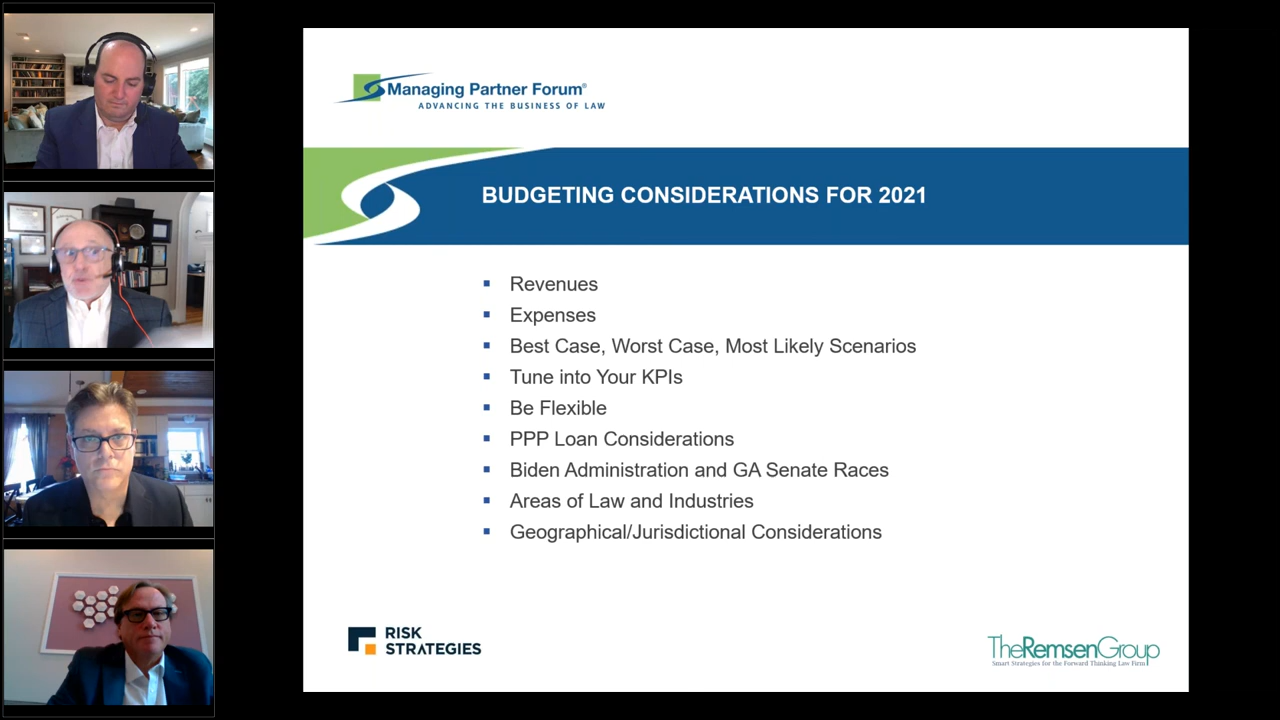 Managing Partner Forum®
ADVANCING THE BUSINESS OF LAW
BUDGETING CONSIDERATIONS FOR 2021
Revenues
Expenses
Best Case, Worst Case, Most Likely Scenarios
Tune into Your KPIs
Be Flexible
PPP Loan Considerations
Biden Administration and GA Senate Races
Areas of Law and Industries
Geographical/Jurisdictional Considerations
RISK
STRATEGIES
TheRemsenGroup
Smart Strategies for the Forward Thinking Law Firm